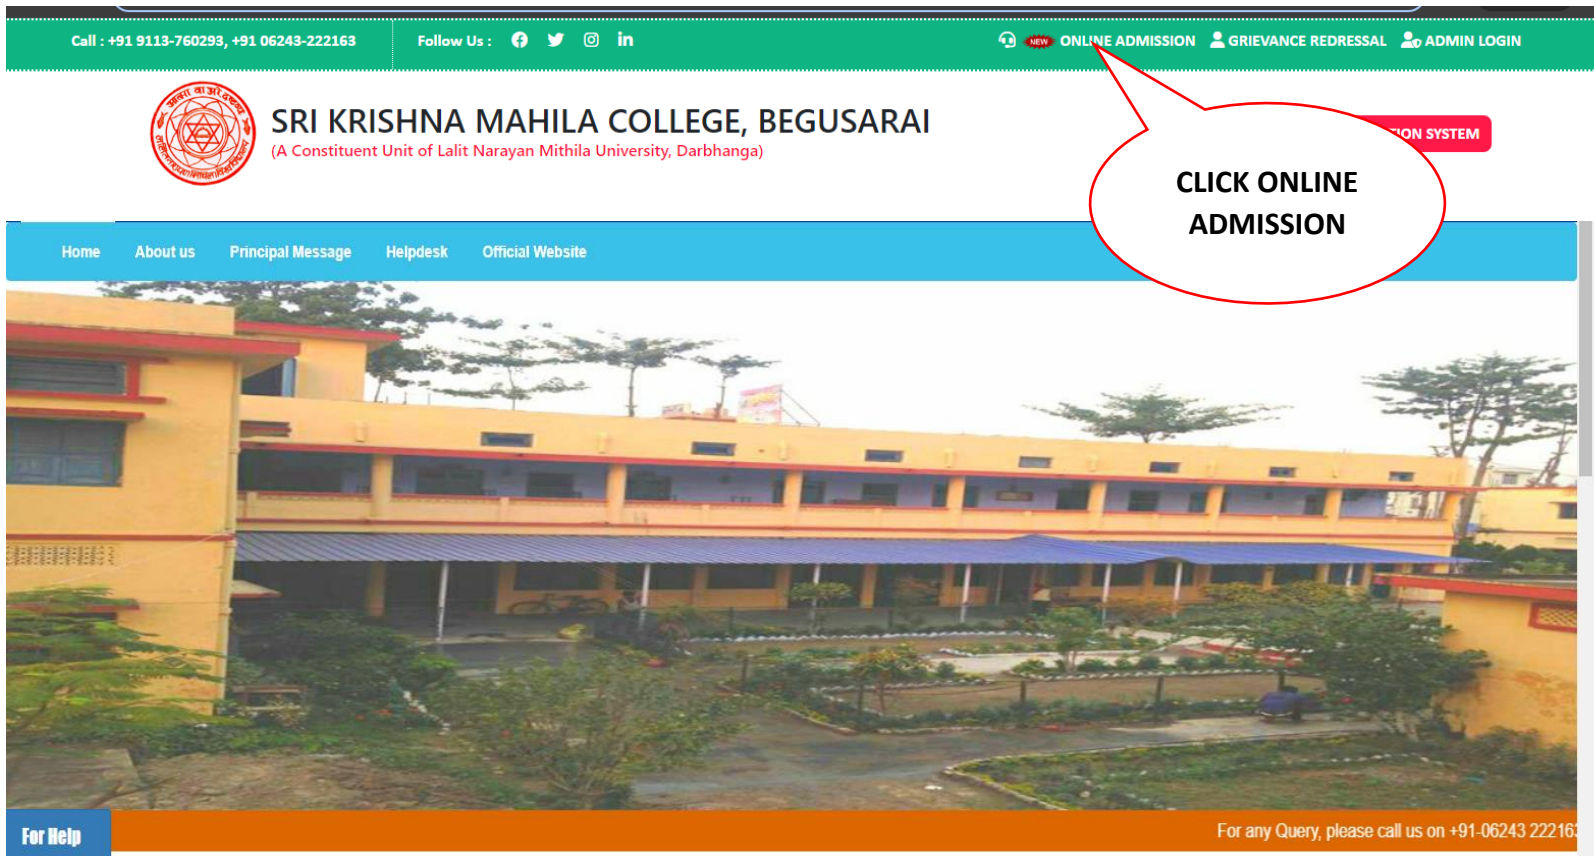 Call : +91 9113-760293, +91 06243-222163
Follow Us :
NEW ONLINE ADMISSION
GRIEVANCE REDRESSAL
ADMIN LOGIN
SRI KRISHNA MAHILA COLLEGE, BEGUSARAI
(A Constituent Unit of Lalit Narayan Mithila University, Darbhanga)
SYSTEM
CLICK ONLINE
ADMISSION
Home About us Principal Message Helpdesk Official Website
For Help
For any Query, please call us on +91-06243 22216